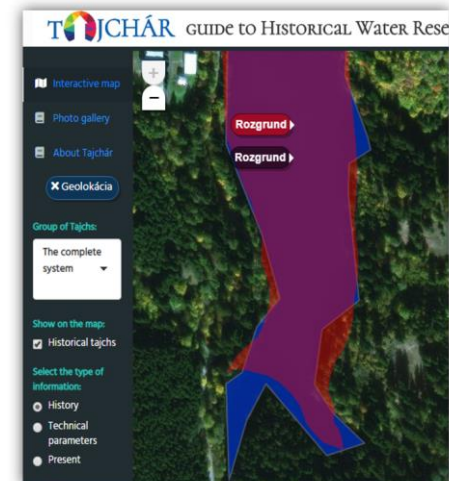 TAJCHÁR GUIDE TO HISTORICAL WATER RESE
Interactive map
Photo gallery
About Tajchár
× Geolokácia
Group of Tajchs:
The complete
system
Show on the map:
Historical tajchs
Select the type of
information:
History
Technical
parameters
Present
+
−
Rozgrund
Rozgrund